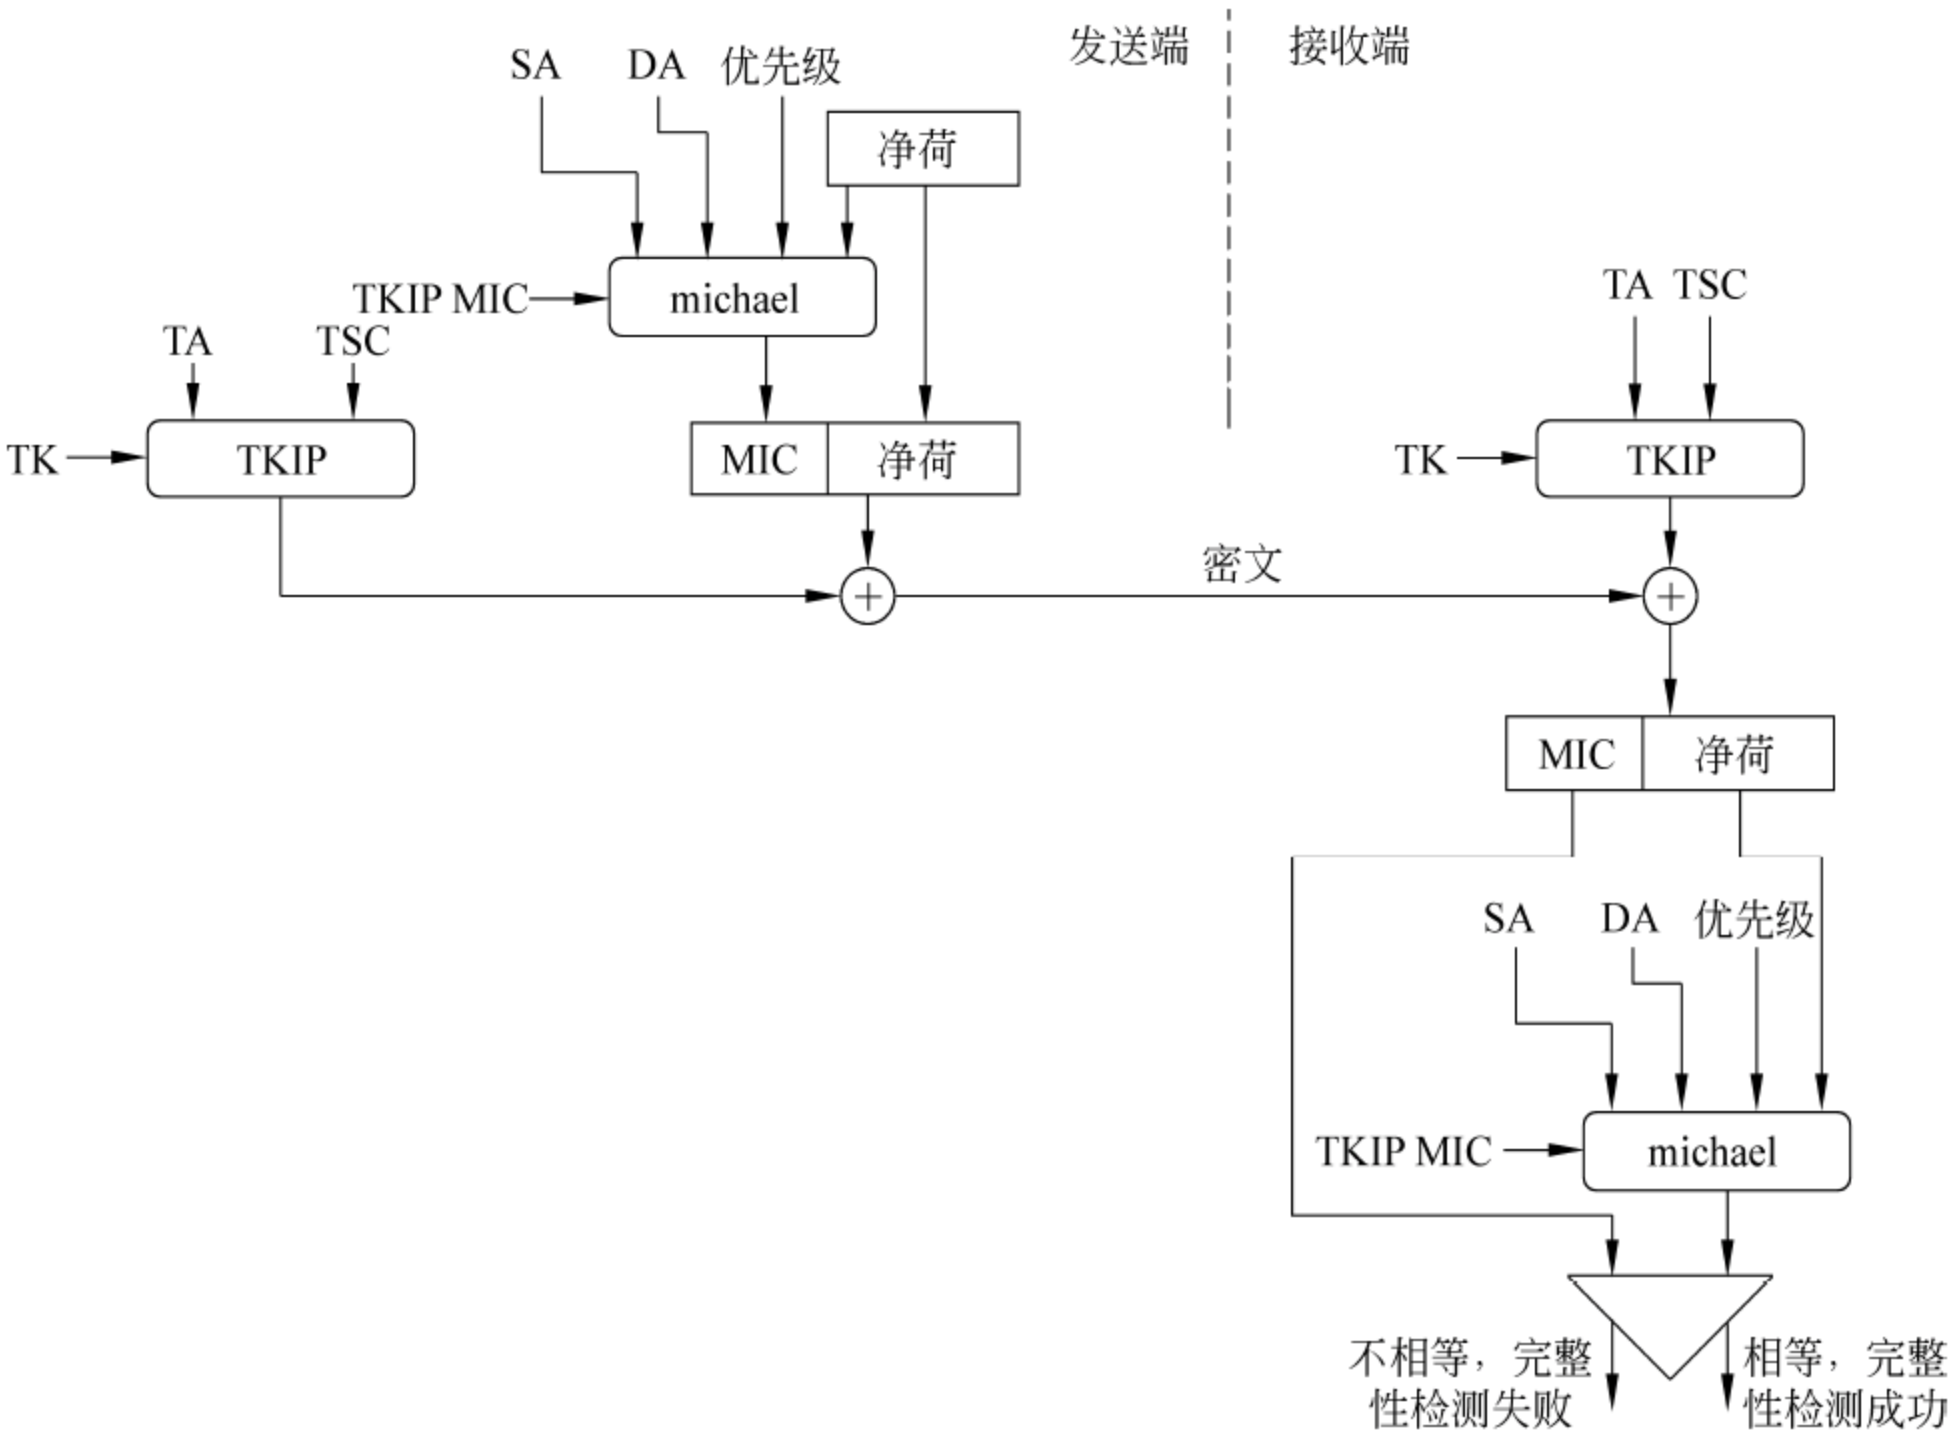 发送端
接收端
SA
DA
优先级
净荷
TKIP MIC
michael
TA
TSC
TK
TKIP
MIC
净荷
TA
TSC
TK
TKIP
密文
MIC
净荷
SA
DA
优先级
TKIP MIC
michael
不相等，完整
性检测失败
相等，完整
性检测成功